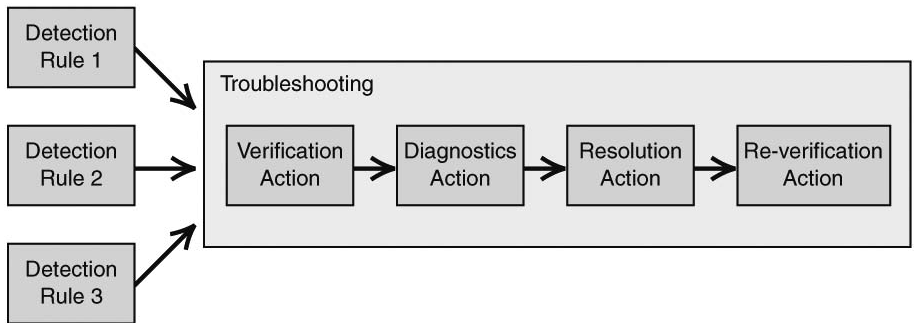 Detection
Rule 1
Troubleshooting
Detection
Rule 2
Verification
Action
Diagnostics
Action
Resolution
Action
Re-verification
Action
Detection
Rule 3